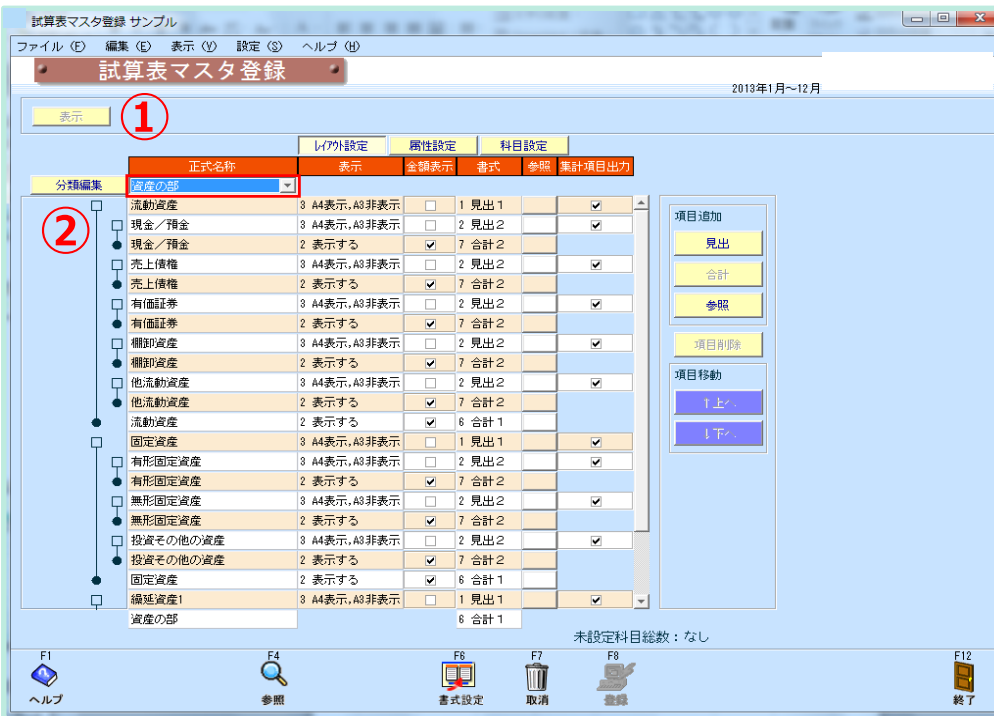 試算表マスタ登録 サンプル
ファイル (F) 編集 (E) 表示 (V) 設定 (S) ヘルプ (H)
試算表マスタ登録
2013年1月～12月
表示 ①
ﾚｲｱｳﾄ設定 属性設定 科目設定
正式名称 表示 金額表示 書式 参照 集計項目出力
分類編集 資産の部
②
流動資産 3 A4表示,A3非表示 1 見出1
現金／預金 3 A4表示,A3非表示 2 見出2
現金／預金 2 表示する 7 合計2
売上債権 3 A4表示,A3非表示 2 見出2
売上債権 2 表示する 7 合計2
有価証券 3 A4表示,A3非表示 2 見出2
有価証券 2 表示する 7 合計2
棚卸資産 3 A4表示,A3非表示 2 見出2
棚卸資産 2 表示する 7 合計2
他流動資産 3 A4表示,A3非表示 2 見出2
他流動資産 2 表示する 7 合計2
流動資産 2 表示する 6 合計1
固定資産 3 A4表示,A3非表示 1 見出1
有形固定資産 3 A4表示,A3非表示 2 見出2
有形固定資産 2 表示する 7 合計2
無形固定資産 3 A4表示,A3非表示 2 見出2
無形固定資産 2 表示する 7 合計2
投資その他の資産 3 A4表示,A3非表示 2 見出2
投資その他の資産 2 表示する 7 合計2
固定資産 2 表示する 6 合計1
繰延資産1 3 A4表示,A3非表示 1 見出1
資産の部 6 合計1
項目追加
見出
合計
参照
項目削除
項目移動
↑上へ
↓下へ
未設定科目総数：なし
F1 F4 F6 F7 F8 F12
ヘルプ 参照 書式設定 取消 登録 終了